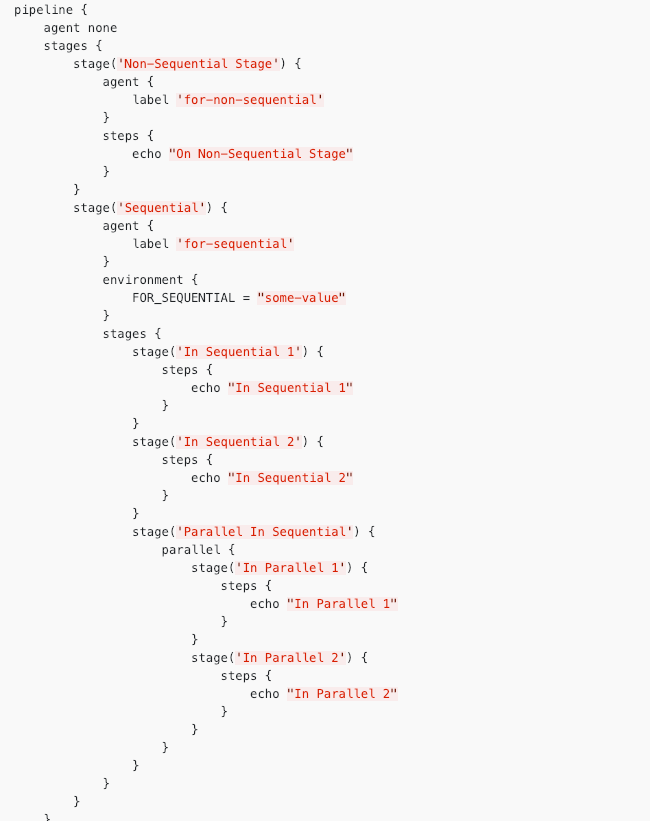 pipeline {
    agent none
    stages {
        stage('Non-Sequential Stage') {
            agent {
                label 'for-non-sequential'
            }
            steps {
                echo "On Non-Sequential Stage"
            }
        }
        stage('Sequential') {
            agent {
                label 'for-sequential'
            }
            environment {
                FOR_SEQUENTIAL = "some-value"
            }
            stages {
                stage('In Sequential 1') {
                    steps {
                        echo "In Sequential 1"
                    }
                }
                stage('In Sequential 2') {
                    steps {
                        echo "In Sequential 2"
                    }
                }
                stage('Parallel In Sequential') {
                    parallel {
                        stage('In Parallel 1') {
                            steps {
                                echo "In Parallel 1"
                            }
                        }
                        stage('In Parallel 2') {
                            steps {
                                echo "In Parallel 2"
                            }
                        }
                    }
                }
            }
        }
    }